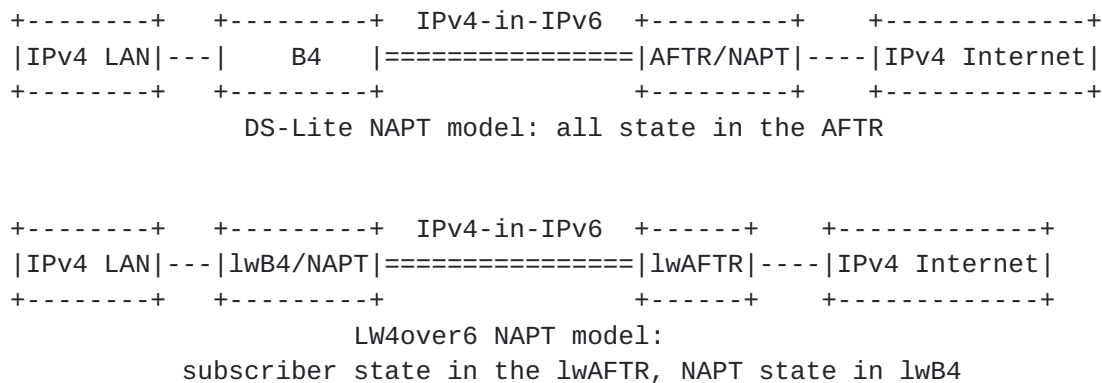 +--------+   +---------+  IPv4-in-IPv6  +---------+    +-------------+
|IPv4 LAN|---|    B4    |================|AFTR/NAPT|----|IPv4 Internet|
+--------+   +---------+                +---------+    +-------------+
DS-Lite NAPT model: all state in the AFTR
+--------+   +---------+  IPv4-in-IPv6  +------+    +-------------+
|IPv4 LAN|---|lwB4/NAPT|================|lwAFTR|----|IPv4 Internet|
+--------+   +---------+                +------+    +-------------+
LW4over6 NAPT model:
subscriber state in the lwAFTR, NAPT state in lwB4